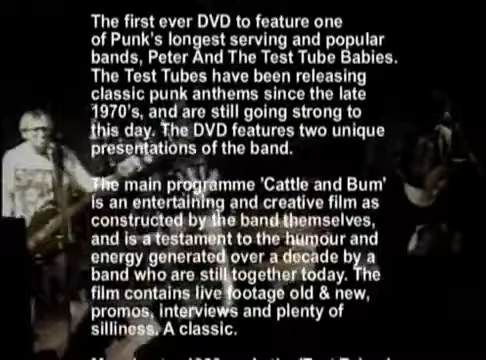 The first ever DVD to feature one
of Punk's longest serving and popular
bands, Peter And The Test Tube Babies.
The Test Tubes have been releasing
classic punk anthems since the late
1970's, and are still going strong to
this day. The DVD features two unique
presentations of the band.
The main programme 'Cattle and Bum'
is an entertaining and creative film as
constructed by the band themselves,
and is a testament to the humour and
energy generated over a decade by a
band who are still together today. The
film contains live footage old & new,
promos, interviews and plenty of
silliness. A classic.